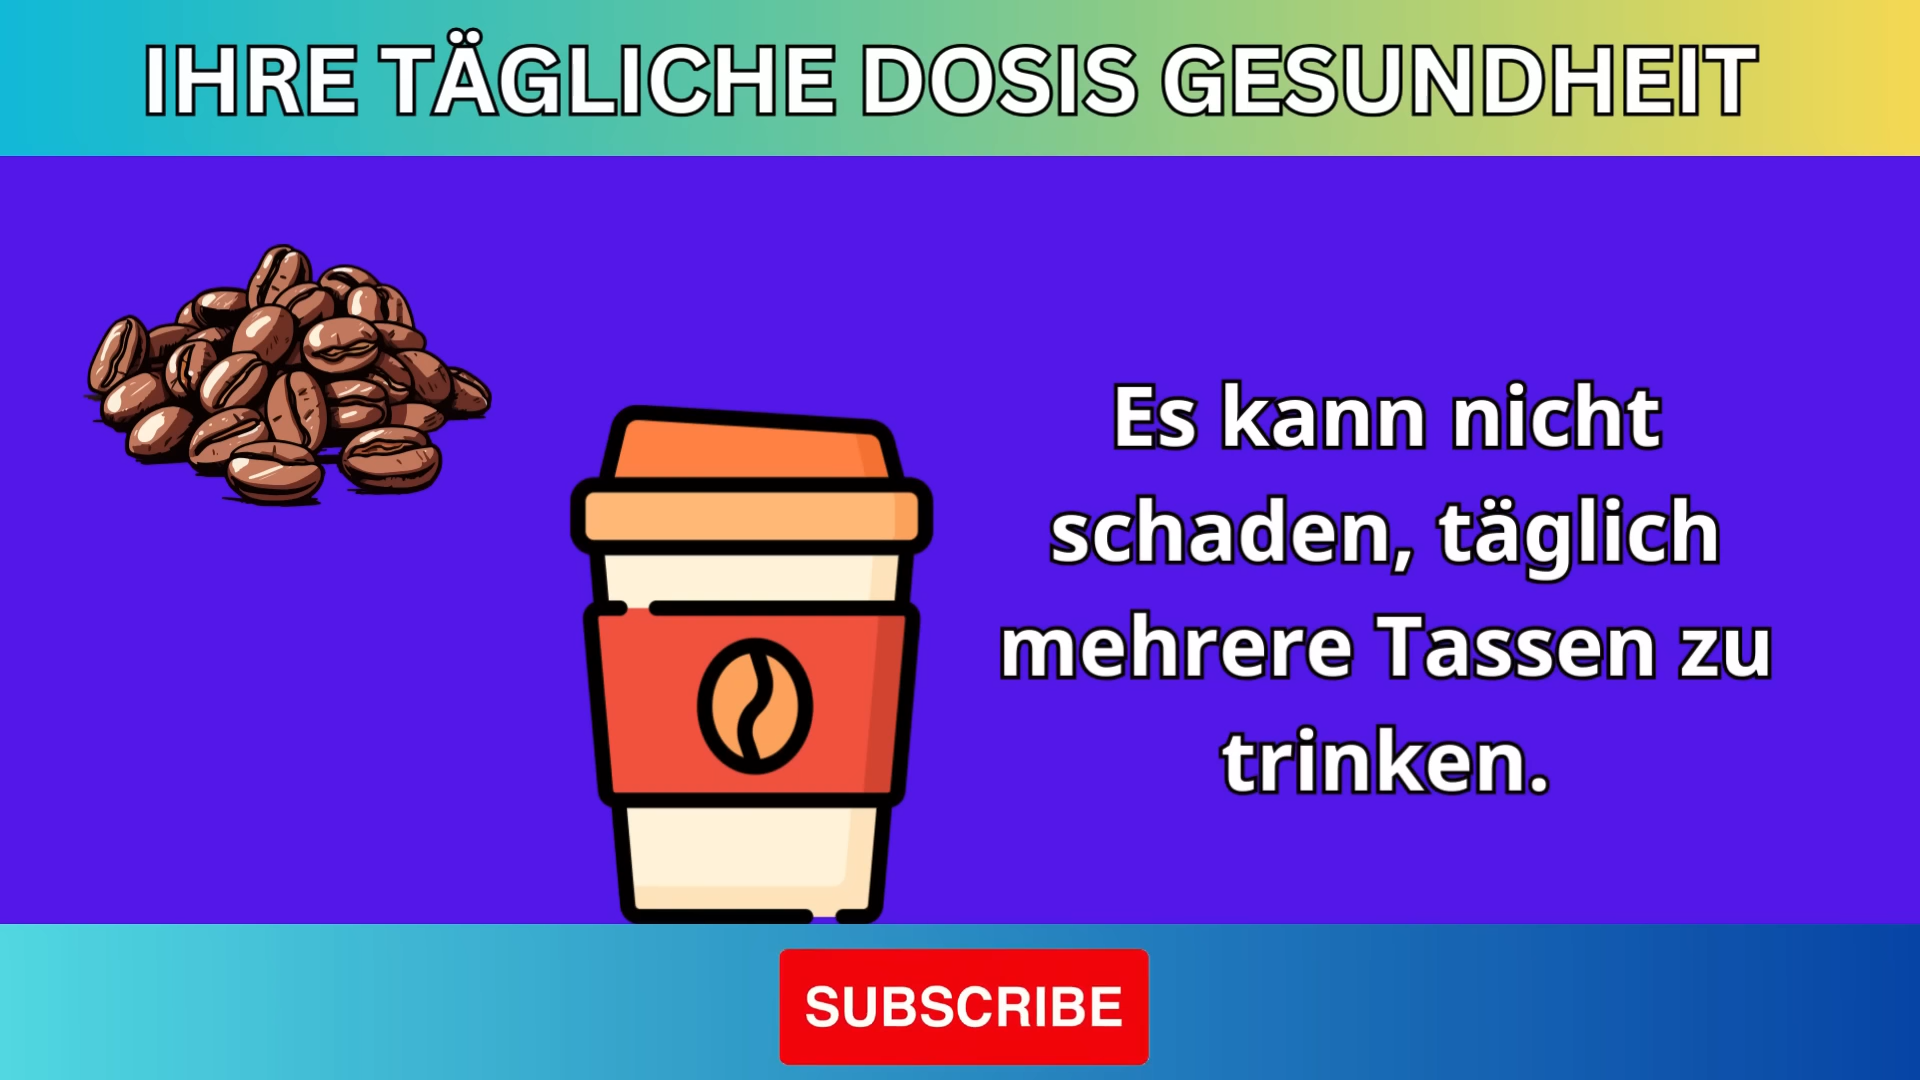 IHRE TÄGLICHE DOSIS GESUNDHEIT
Es kann nicht
schaden, täglich
mehrere Tassen zu
trinken.
SUBSCRIBE